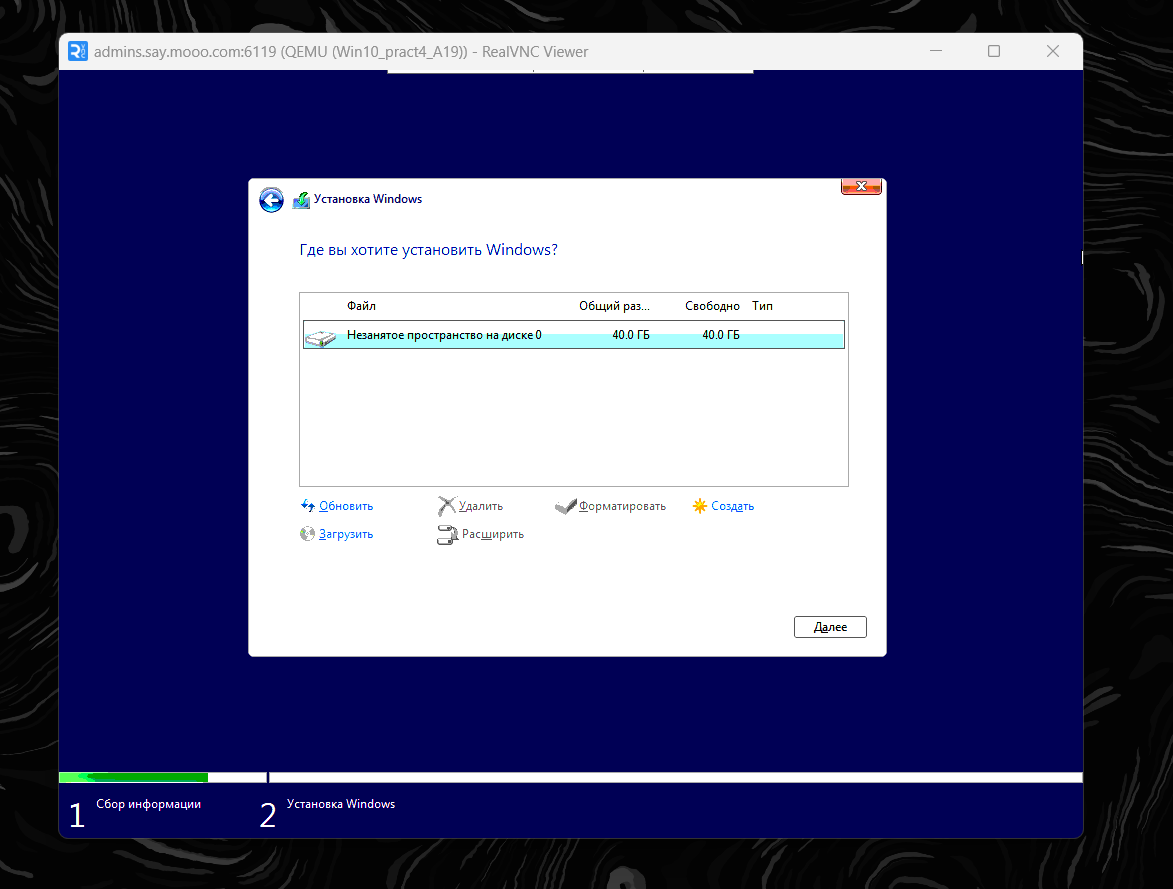 admins.say.mooo.com:6119 (QEMU (Win10_pract4_A19)) - RealVNC Viewer
Установка Windows
Где вы хотите установить Windows?
Файл Общий раз... Свободно Тип
Незанятое пространство на диске 0 40.0 ГБ 40.0 ГБ
Обновить Удалить Форматировать Создать
Загрузить Расширить
Далее
1 Сбор информации 2 Установка Windows